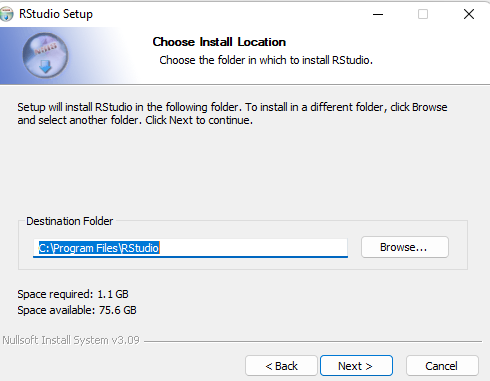 RStudio Setup
Choose Install Location
Choose the folder in which to install RStudio.
Setup will install RStudio in the following folder. To install in a different folder, click Browse
and select another folder. Click Next to continue.
Destination Folder
C:\Program Files\RStudio
Browse...
Space required: 1.1 GB
Space available: 75.6 GB
Nullsoft Install System v3.09
< Back
Next >
Cancel